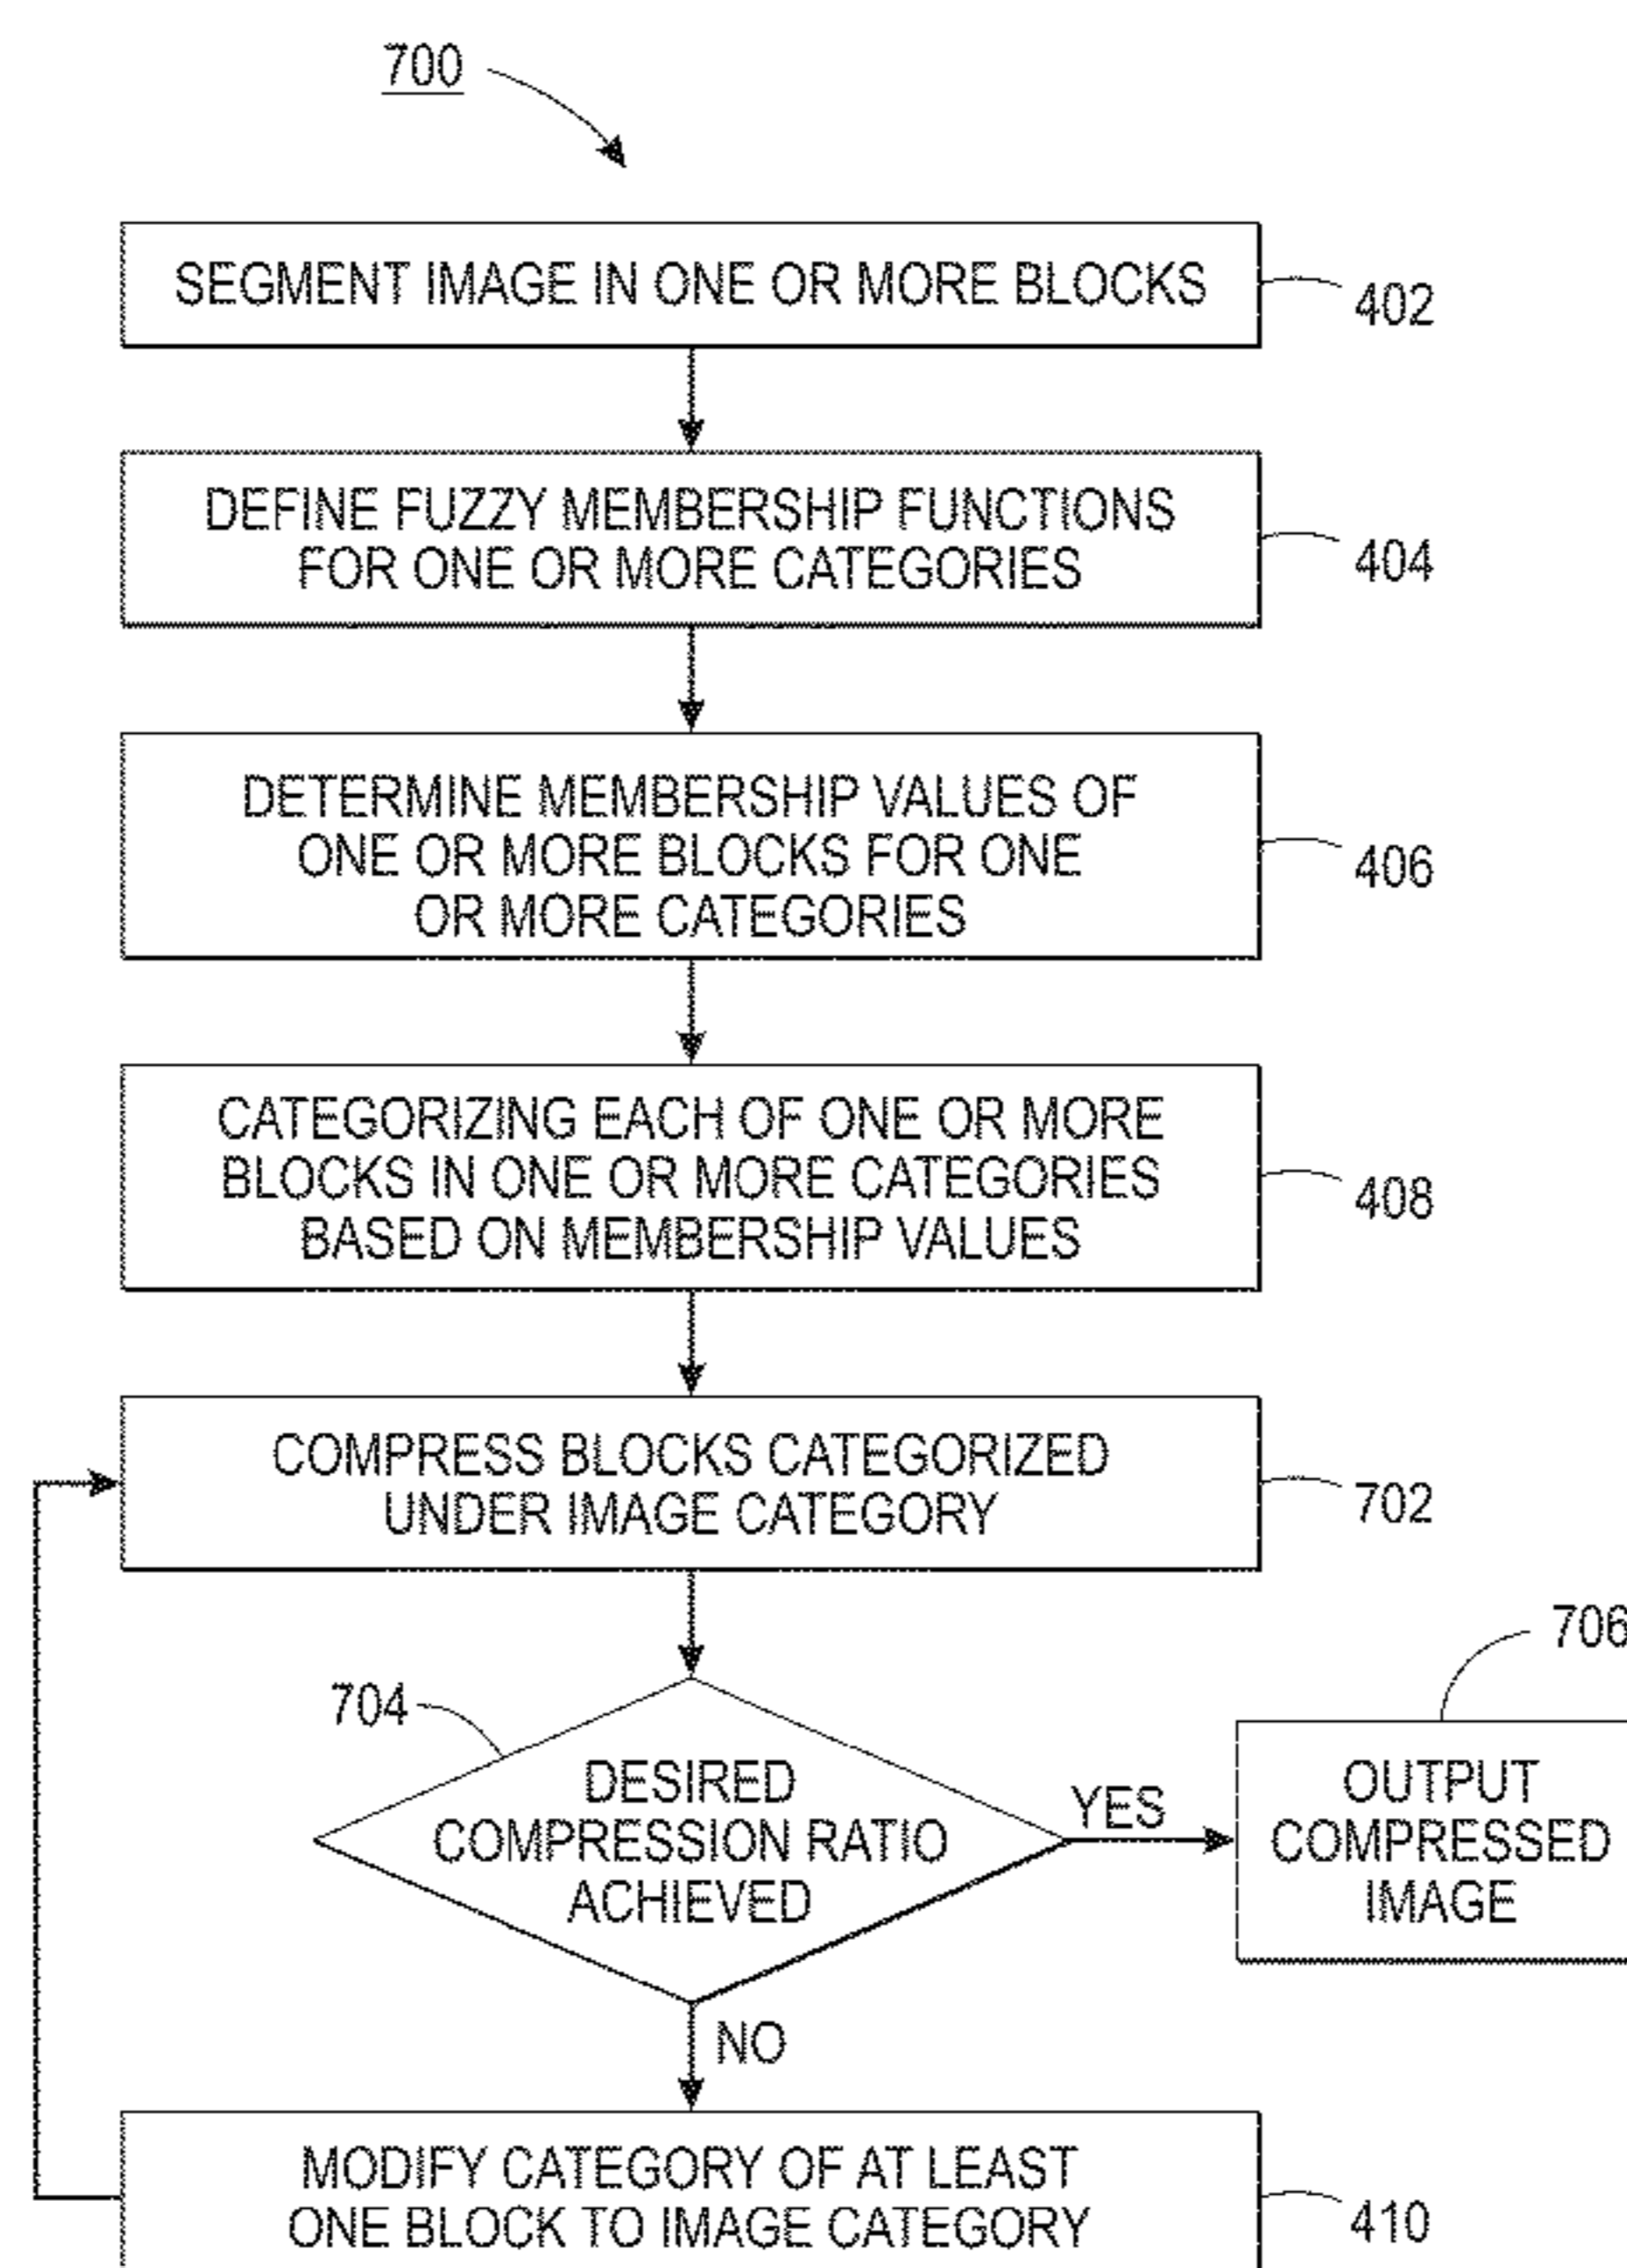 700
SEGMENT IMAGE IN ONE OR MORE BLOCKS
402
DEFINE FUZZY MEMBERSHIP FUNCTIONS
FOR ONE OR MORE CATEGORIES
404
DETERMINE MEMBERSHIP VALUES OF
ONE OR MORE BLOCKS FOR ONE
OR MORE CATEGORIES
406
CATEGORIZING EACH OF ONE OR MORE
BLOCKS IN ONE OR MORE CATEGORIES
BASED ON MEMBERSHIP VALUES
408
COMPRESS BLOCKS CATEGORIZED
UNDER IMAGE CATEGORY
702
704
DESIRED
COMPRESSION RATIO
ACHIEVED
YES
706
OUTPUT
COMPRESSED
IMAGE
NO
MODIFY CATEGORY OF AT LEAST
ONE BLOCK TO IMAGE CATEGORY
410